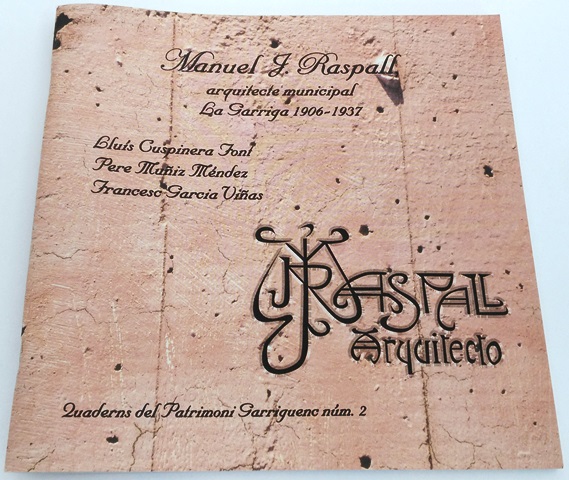 Manuel J. Raspall
arquitecte municipal
La Garriga 1906-1937
Lluís Cuspinera Font
Pere Muñiz Méndez
Francesc Garcia Viñas
MJRASPALL
Arquitecto
Quaderns del Patrimoni Garriguenc núm. 2